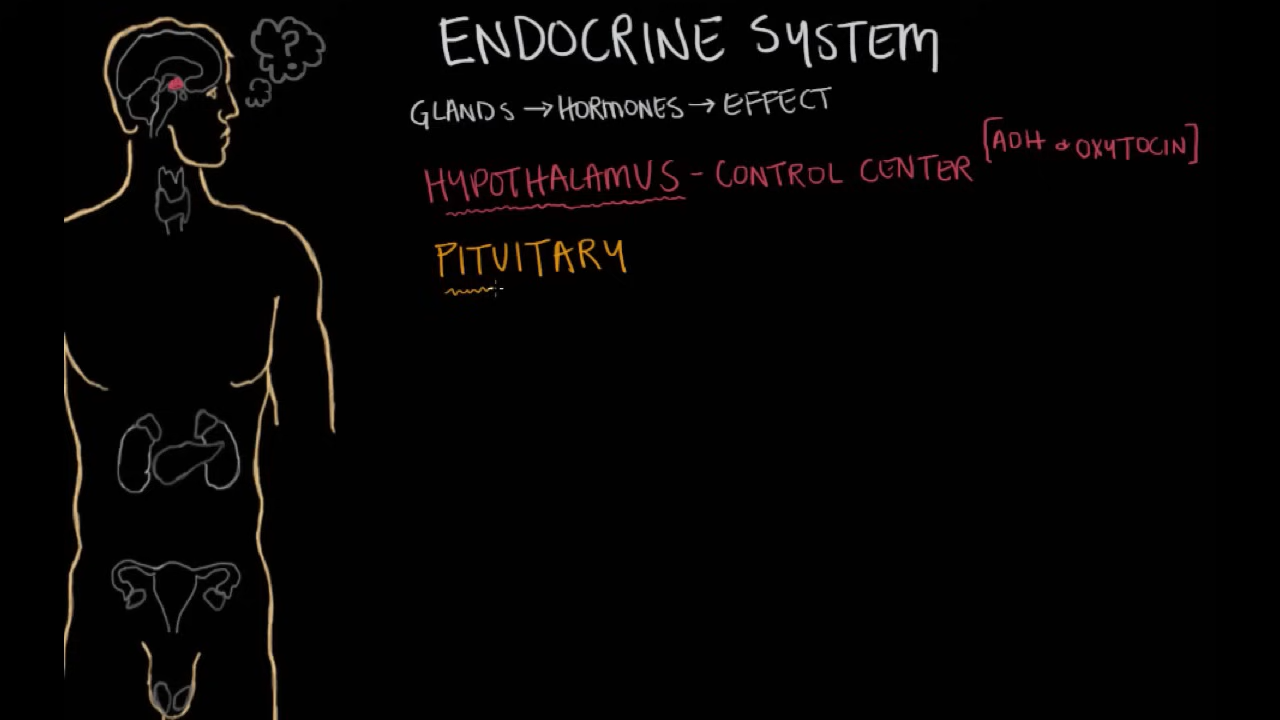 ?
ENDOCRINE SYSTEM
GLANDS → HORMONES → EFFECT
HYPOTHALAMUS - CONTROL CENTER [ADH & OXYTOCIN]
PITUITARY